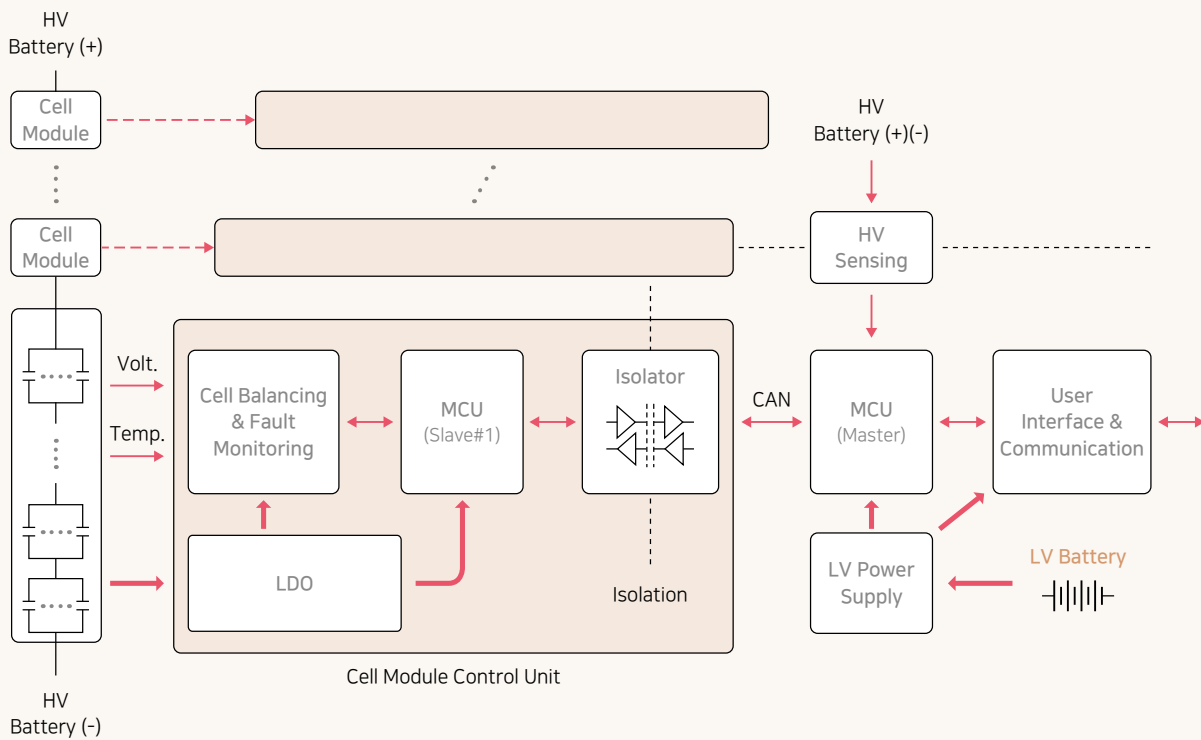 HV
Battery (+)
Cell
Module
HV
Battery (+)(-)
Cell
Module
HV
Sensing
Volt.
Temp.
Cell Balancing
& Fault
Monitoring
MCU
(Slave#1)
Isolator
CAN
MCU
(Master)
User
Interface &
Communication
LDO
Isolation
LV Power
Supply
LV Battery
Cell Module Control Unit
HV
Battery (-)